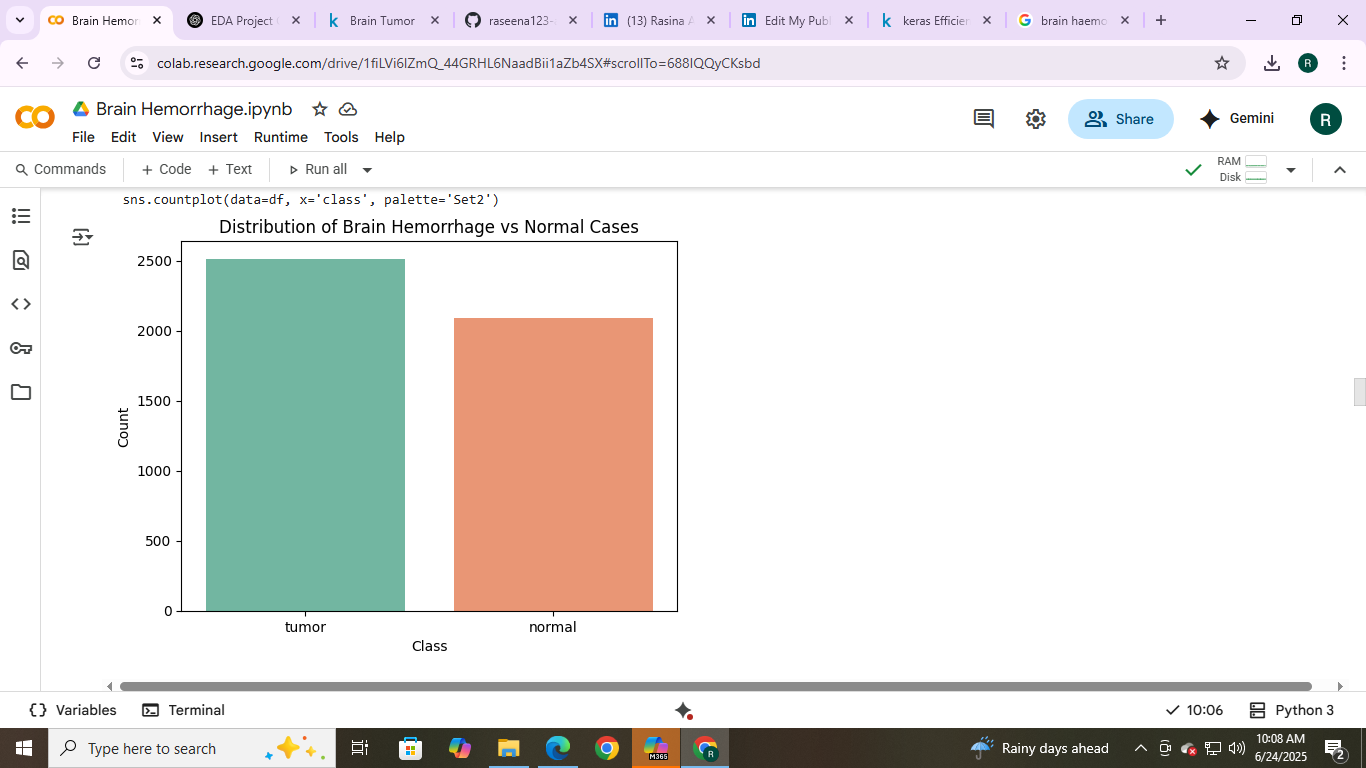 Brain Hemor
EDA Project (
Brain Tumor
raseena123-
(13) Rasina A
Edit My Publ
keras Efficier
brain haemo
colab.research.google.com/drive/1fiLVi6lZmQ_44GRHL6NaadBii1aZb4SX#scrollTo=688IQQyCKsbd
R
CO
Brain Hemorrhage.ipynb
File Edit View Insert Runtime Tools Help
Share
Gemini
R
Commands
+ Code + Text
Run all
RAM
Disk
sns.countplot(data=df, x='class', palette='Set2')
Distribution of Brain Hemorrhage vs Normal Cases
2500
2000
1500
1000
500
0
Count
tumor normal
Class
Variables
Terminal
10:06
Python 3
Type here to search
M365
R
Rainy days ahead
10:08 AM
6/24/2025
2